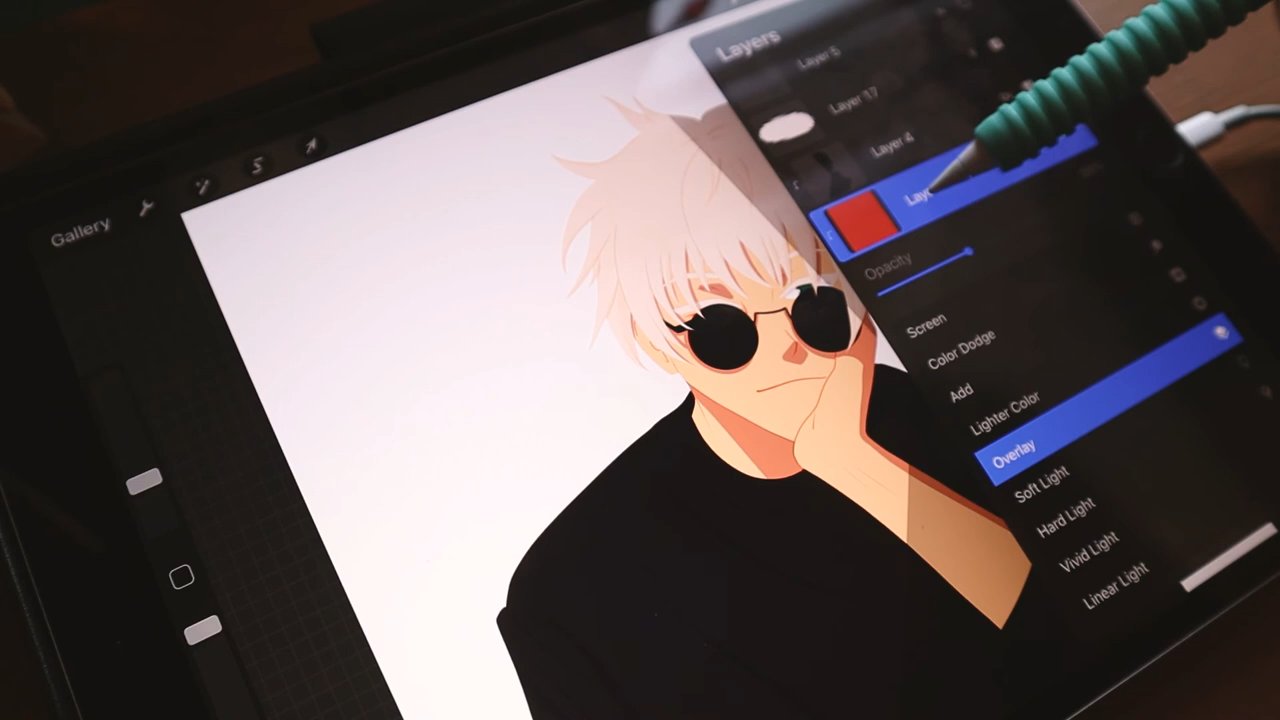 Gallery
Layers
Layer 5
Layer 17
Layer 4
Opacity
Screen
Color Dodge
Add
Lighter Color
Overlay
Soft Light
Hard Light
Vivid Light
Linear Light